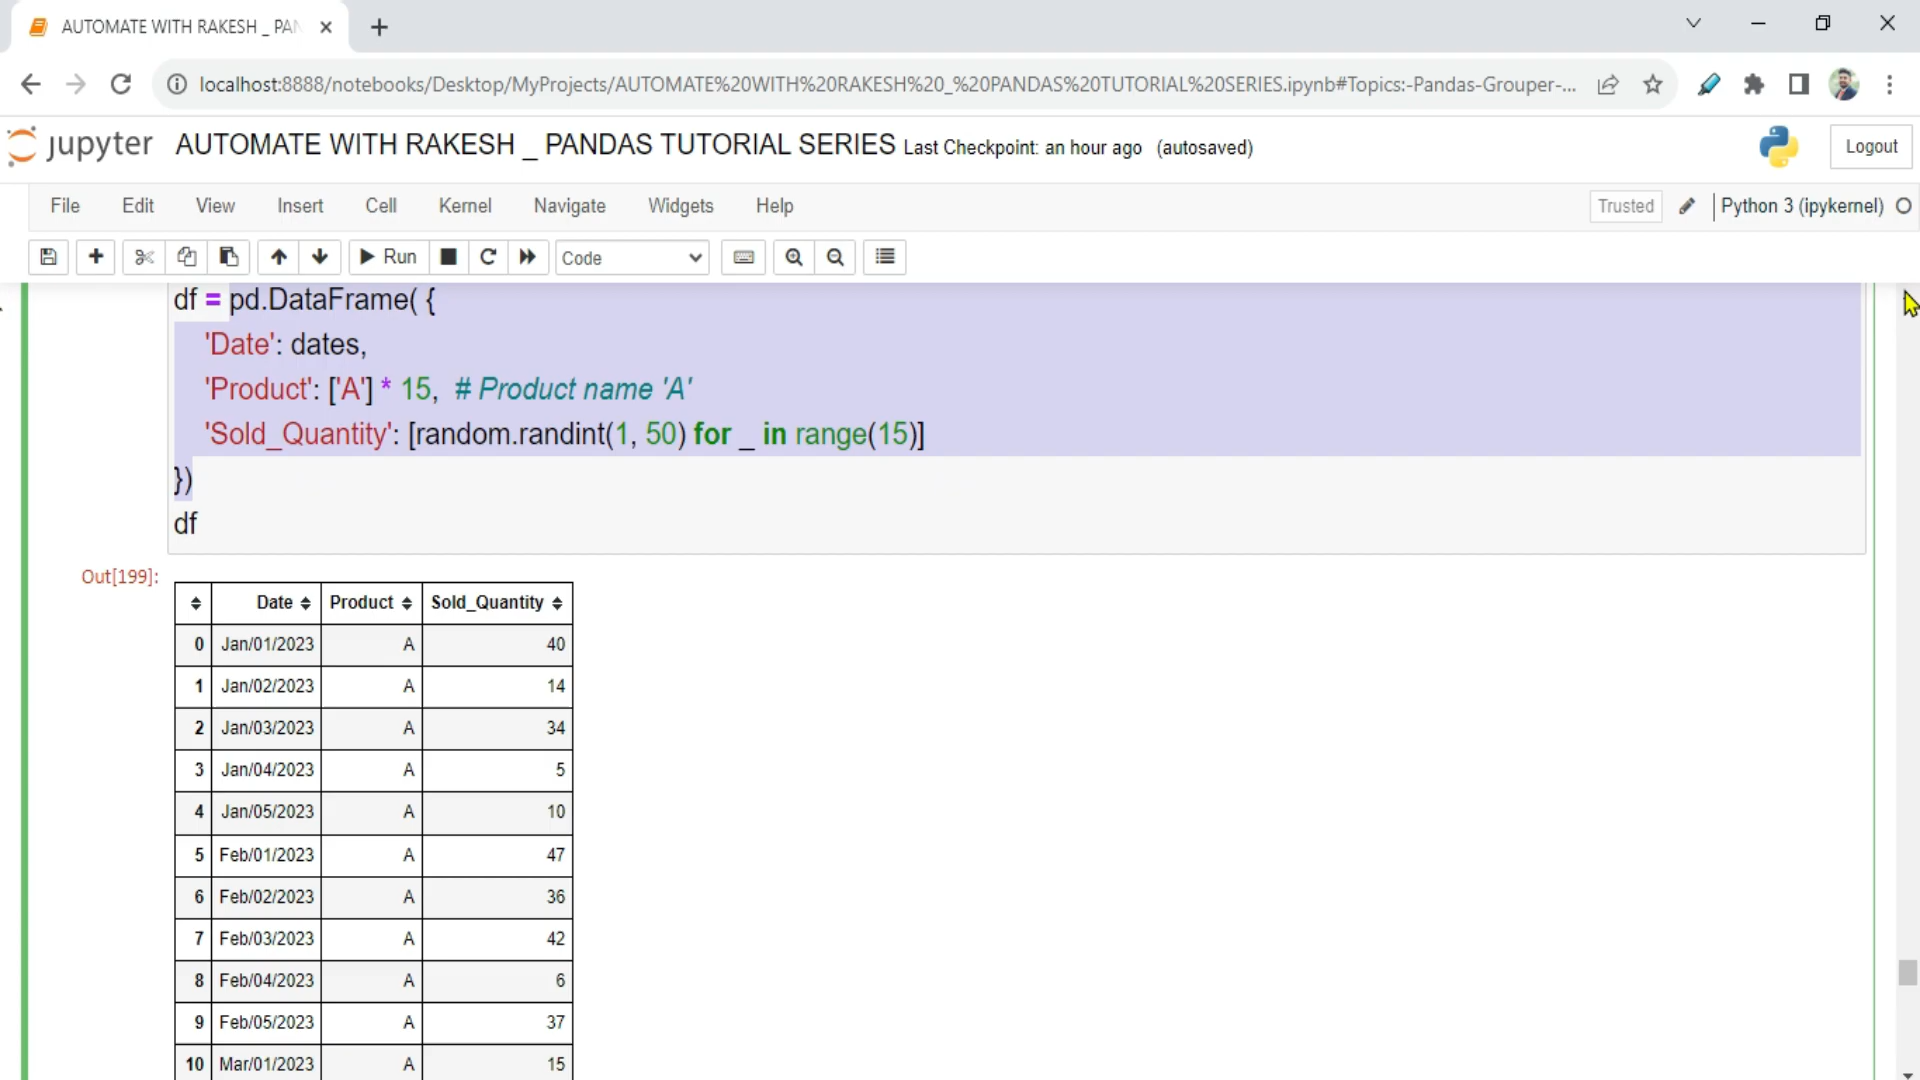 AUTOMATE WITH RAKESH _ PAN
localhost:8888/notebooks/Desktop/MyProjects/AUTOMATE%20WITH%20RAKESH%20_%20PANDAS%20TUTORIAL%20SERIES.ipynb#Topics:-Pandas-Grouper-...
jupyter AUTOMATE WITH RAKESH _ PANDAS TUTORIAL SERIES Last Checkpoint: an hour ago (autosaved) Logout
File Edit View Insert Cell Kernel Navigate Widgets Help Trusted Python 3 (ipykernel)
Run Code
df = pd.DataFrame( {
'Date': dates,
'Product': ['A'] * 15, # Product name 'A'
'Sold_Quantity': [random.randint(1, 50) for _ in range(15)]
})
df
Out[199]:
Date Product Sold_Quantity
0 Jan/01/2023 A 40
1 Jan/02/2023 A 14
2 Jan/03/2023 A 34
3 Jan/04/2023 A 5
4 Jan/05/2023 A 10
5 Feb/01/2023 A 47
6 Feb/02/2023 A 36
7 Feb/03/2023 A 42
8 Feb/04/2023 A 6
9 Feb/05/2023 A 37
10 Mar/01/2023 A 15